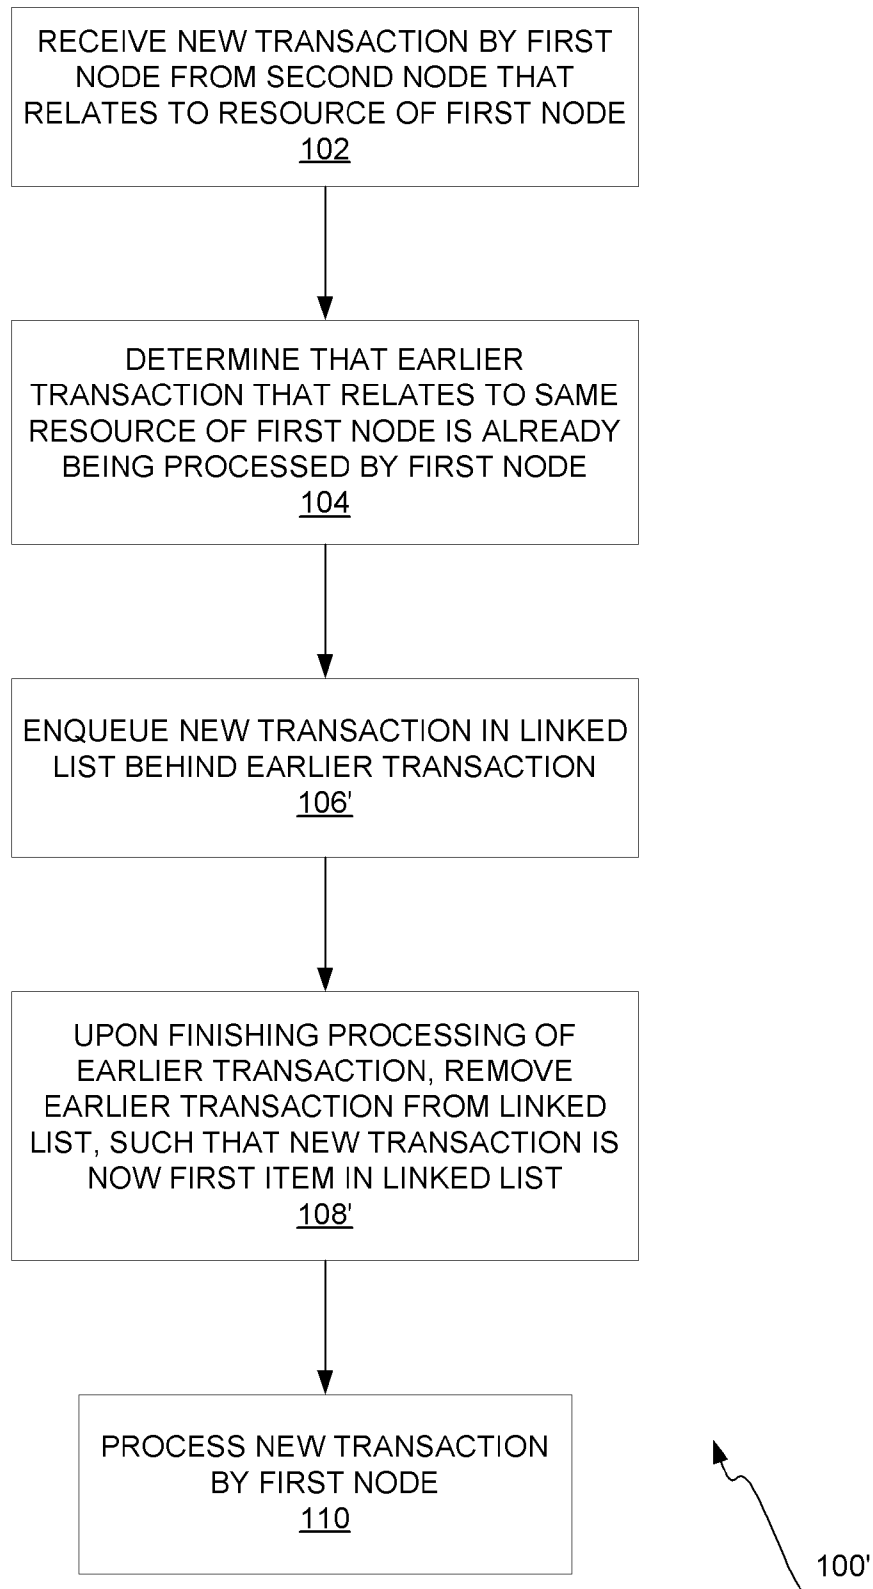 RECEIVE NEW TRANSACTION BY FIRST
NODE FROM SECOND NODE THAT
RELATES TO RESOURCE OF FIRST NODE
102
DETERMINE THAT EARLIER
TRANSACTION THAT RELATES TO SAME
RESOURCE OF FIRST NODE IS ALREADY
BEING PROCESSED BY FIRST NODE
104
ENQUEUE NEW TRANSACTION IN LINKED
LIST BEHIND EARLIER TRANSACTION
106'
UPON FINISHING PROCESSING OF
EARLIER TRANSACTION, REMOVE
EARLIER TRANSACTION FROM LINKED
LIST, SUCH THAT NEW TRANSACTION IS
NOW FIRST ITEM IN LINKED LIST
108'
PROCESS NEW TRANSACTION
BY FIRST NODE
110
100'